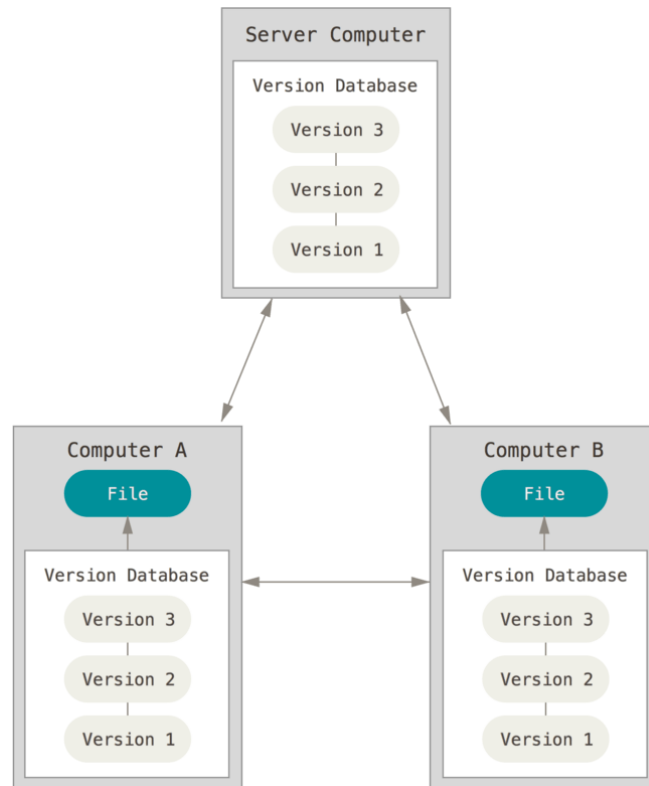 Server Computer
Version Database
Version 3
Version 2
Version 1
Computer A
File
Version Database
Version 3
Version 2
Version 1
Computer B
File
Version Database
Version 3
Version 2
Version 1